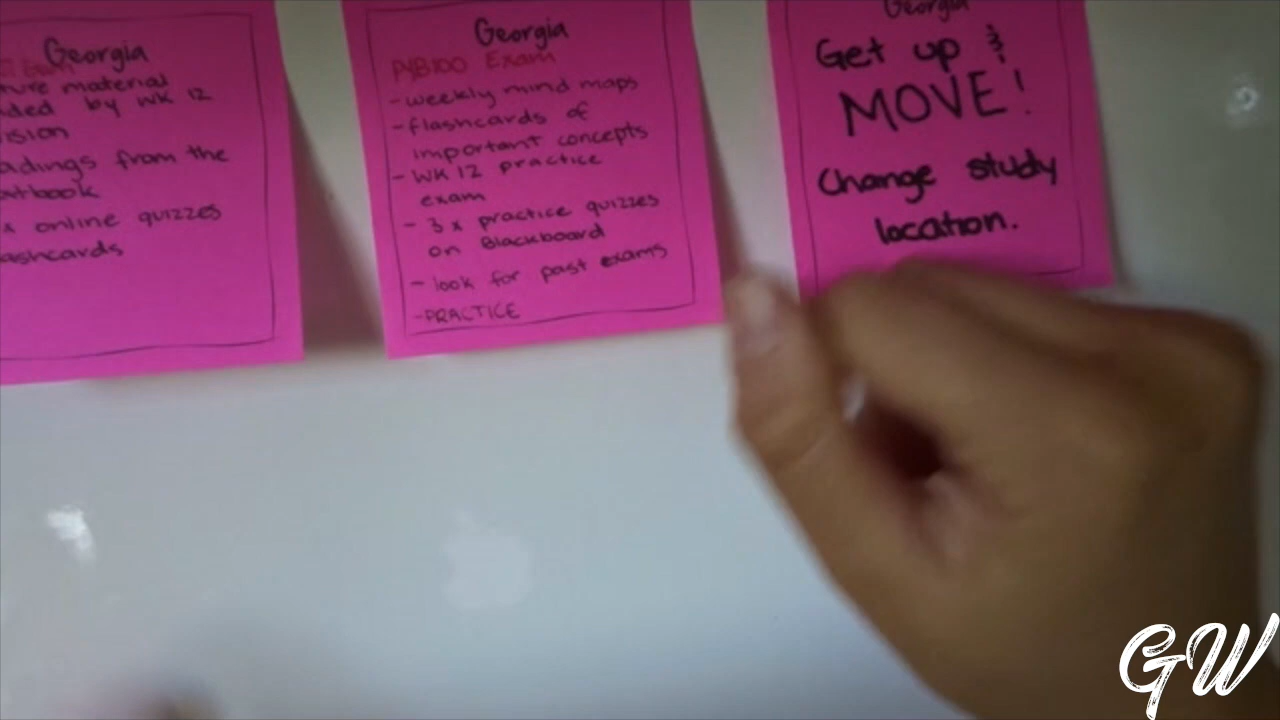 Georgia
Exam
ture material
ded by WK 12
ision
adings from the
xtbook
x online quizzes
ashcards
Georgia
PYB100 Exam
- weekly mind maps
- flashcards of
important concepts
- WK 12 practice
exam
- 3 x practice quizzes
on Blackboard
- look for past exams
- PRACTICE
Georgia
Get up &
MOVE!
Change study
location.
GW